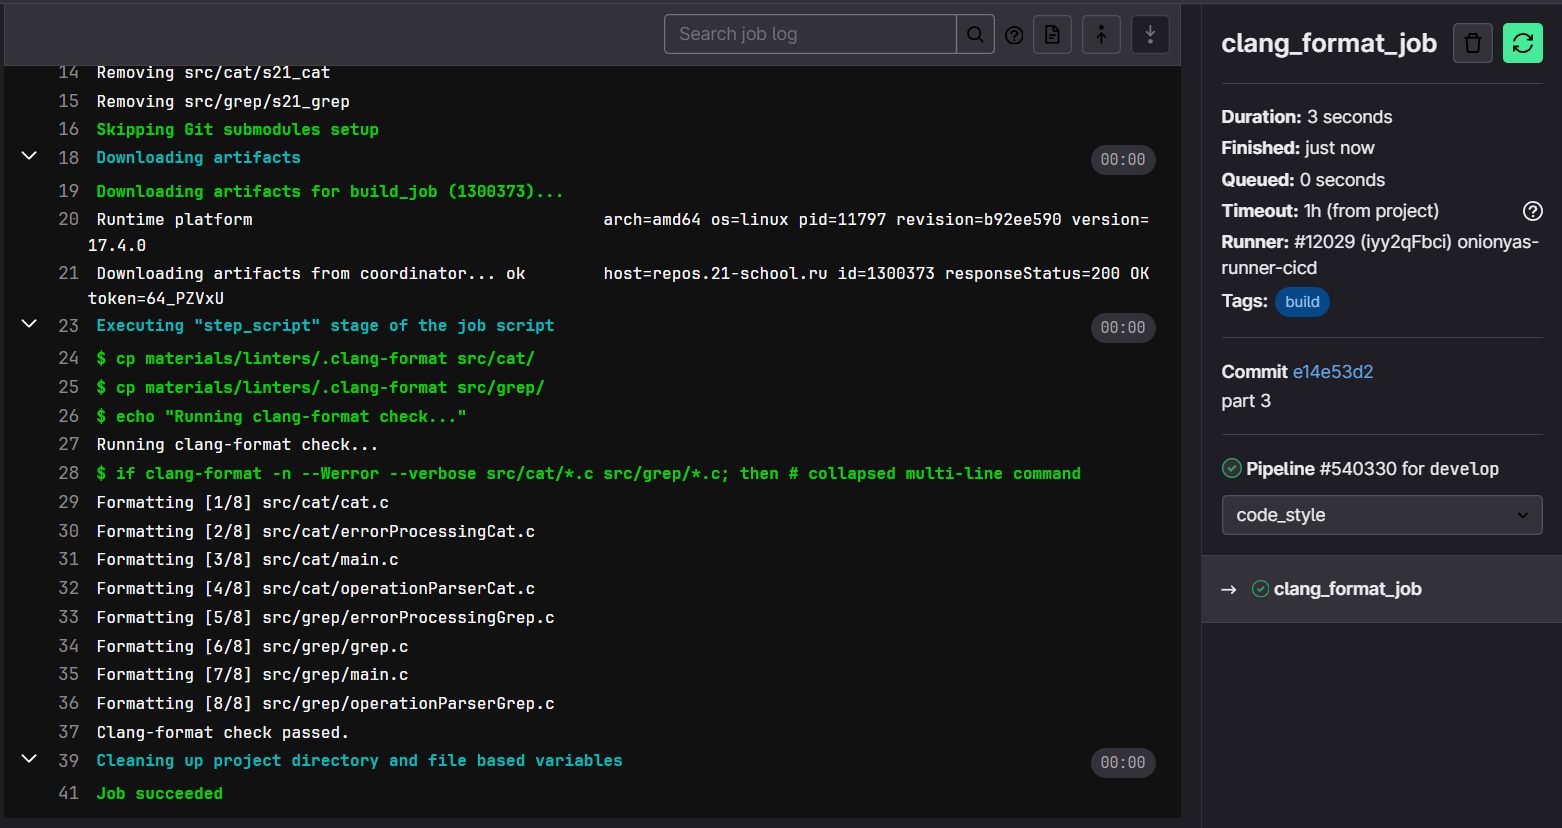 Search job log
14 Removing src/cat/s21_cat
15 Removing src/grep/s21_grep
16 Skipping Git submodules setup
18 Downloading artifacts 00:00
19 Downloading artifacts for build_job (1300373)...
20 Runtime platform arch=amd64 os=linux pid=11797 revision=b92ee590 version=
17.4.0
21 Downloading artifacts from coordinator... ok host=repos.21-school.ru id=1300373 responseStatus=200 OK
token=64_PZVxU
23 Executing "step_script" stage of the job script 00:00
24 $ cp materials/linters/.clang-format src/cat/
25 $ cp materials/linters/.clang-format src/grep/
26 $ echo "Running clang-format check..."
27 Running clang-format check...
28 $ if clang-format -n --Werror --verbose src/cat/*.c src/grep/*.c; then # collapsed multi-line command
29 Formatting [1/8] src/cat/cat.c
30 Formatting [2/8] src/cat/errorProcessingCat.c
31 Formatting [3/8] src/cat/main.c
32 Formatting [4/8] src/cat/operationParserCat.c
33 Formatting [5/8] src/grep/errorProcessingGrep.c
34 Formatting [6/8] src/grep/grep.c
35 Formatting [7/8] src/grep/main.c
36 Formatting [8/8] src/grep/operationParserGrep.c
37 Clang-format check passed.
39 Cleaning up project directory and file based variables 00:00
41 Job succeeded
clang_format_job
Duration: 3 seconds
Finished: just now
Queued: 0 seconds
Timeout: 1h (from project)
Runner: #12029 (iyy2qFbci) onionyas-
runner-cicd
Tags: build
Commit e14e53d2
part 3
Pipeline #540330 for develop
code_style
→ clang_format_job